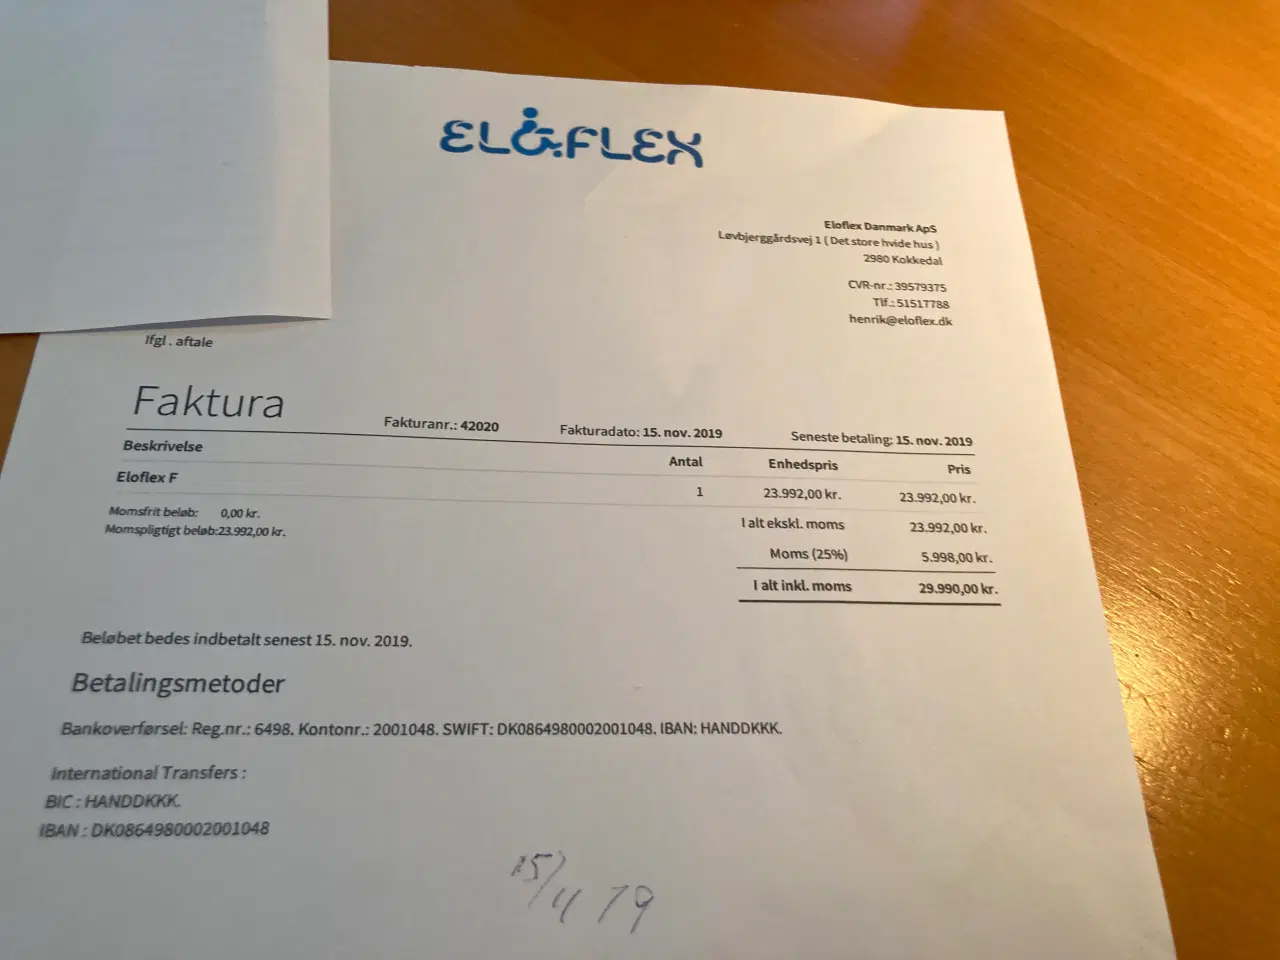 ELOFLEX
Eloflex Danmark ApS
Løvbjerggårdsvej 1 ( Det store hvide hus )
2980 Kokkedal
CVR-nr.: 39579375
Tlf.: 51517788
henrik@eloflex.dk
Ifgl . aftale
Faktura
Fakturanr.: 42020 Fakturadato: 15. nov. 2019 Seneste betaling: 15. nov. 2019
Beskrivelse Antal Enhedspris Pris
Eloflex F 1 23.992,00 kr. 23.992,00 kr.
Momsfrit beløb: 0,00 kr.
Momspligtigt beløb:23.992,00 kr.
I alt ekskl. moms 23.992,00 kr.
Moms (25%) 5.998,00 kr.
I alt inkl. moms 29.990,00 kr.
Beløbet bedes indbetalt senest 15. nov. 2019.
Betalingsmetoder
Bankoverførsel: Reg.nr.: 6498. Kontonr.: 2001048. SWIFT: DK0864980002001048. IBAN: HANDDKKK.
International Transfers :
BIC : HANDDKKK.
IBAN : DK0864980002001048
15/11 19